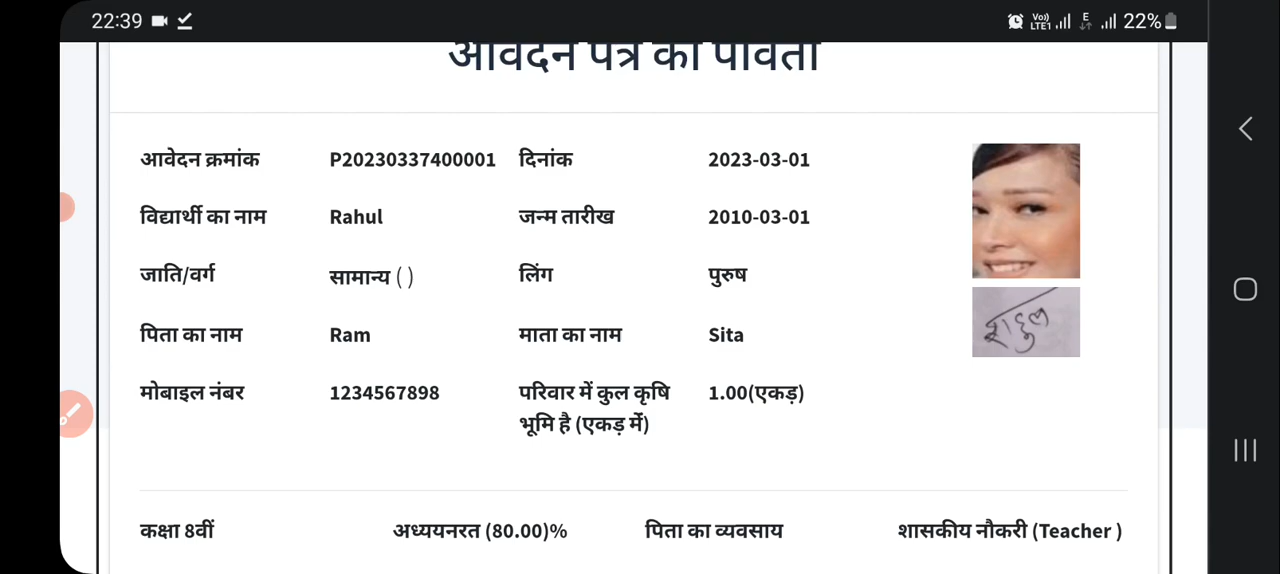 22:39 Vo) LTE1 E 22%
आवेदन पत्र की पावती
आवेदन क्रमांक P20230337400001 दिनांक 2023-03-01
विद्यार्थी का नाम Rahul जन्म तारीख 2010-03-01
जाति/वर्ग सामान्य ( ) लिंग पुरुष
पिता का नाम Ram माता का नाम Sita
राहुल
मोबाइल नंबर 1234567898 परिवार में कुल कृषि 1.00(एकड़)
भूमि है (एकड़ में)
कक्षा 8वीं अध्ययनरत (80.00)% पिता का व्यवसाय शासकीय नौकरी (Teacher )